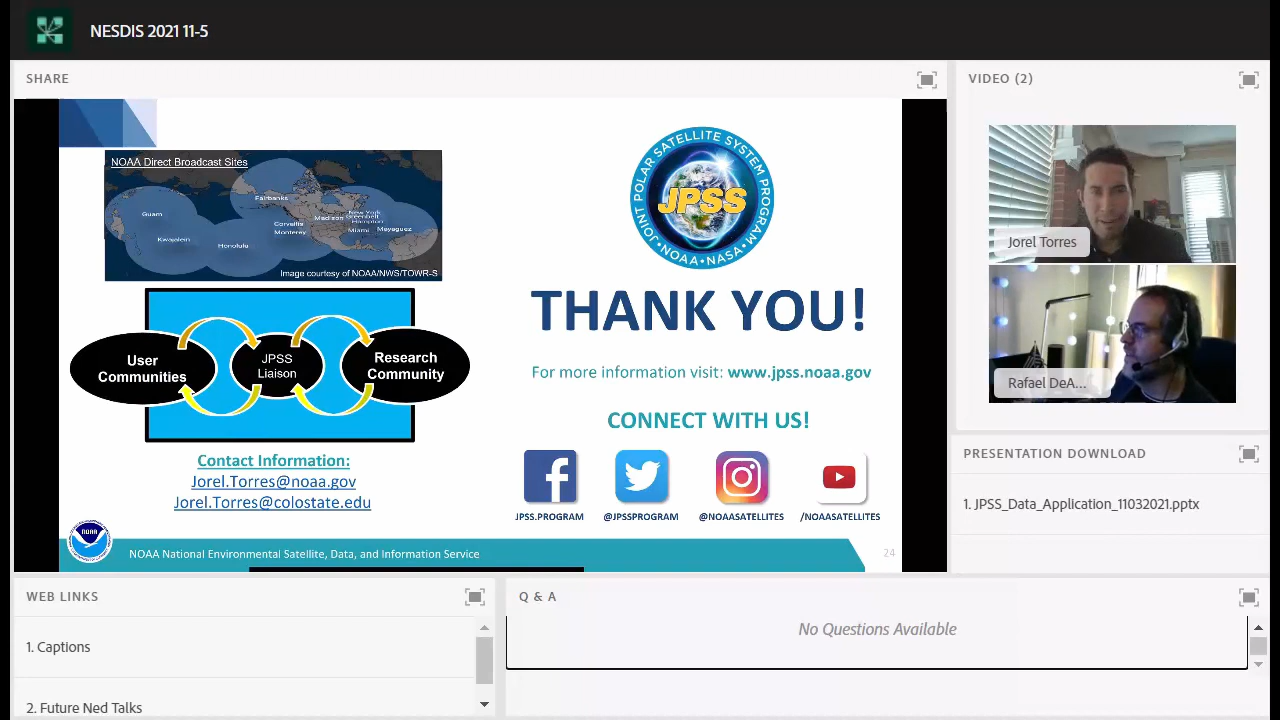 NESDIS 2021 11-5
SHARE
NOAA Direct Broadcast Sites
Fairbanks
Guam
Kwajalein
Honolulu
Corvallis
Monterey
Madison
New York
Greenbelt
Hampton
Miami
Mayaguez
Image courtesy of NOAA/NWS/TOWR-S
User
Communities
JPSS
Liaison
Research
Community
Contact Information:
Jorel.Torres@noaa.gov
Jorel.Torres@colostate.edu
JOINT POLAR SATELLITE SYSTEM PROGRAM
JPSS
NOAA • NASA
THANK YOU!
For more information visit: www.jpss.noaa.gov
CONNECT WITH US!
JPSS.PROGRAM
@JPSSPROGRAM
@NOAASATELLITES
/NOAASATELLITES
NOAA
NOAA National Environmental Satellite, Data, and Information Service
24
VIDEO (2)
Jorel Torres
Rafael DeA...
PRESENTATION DOWNLOAD
1. JPSS_Data_Application_11032021.pptx
WEB LINKS
1. Captions
2. Future Ned Talks
Q & A
No Questions Available